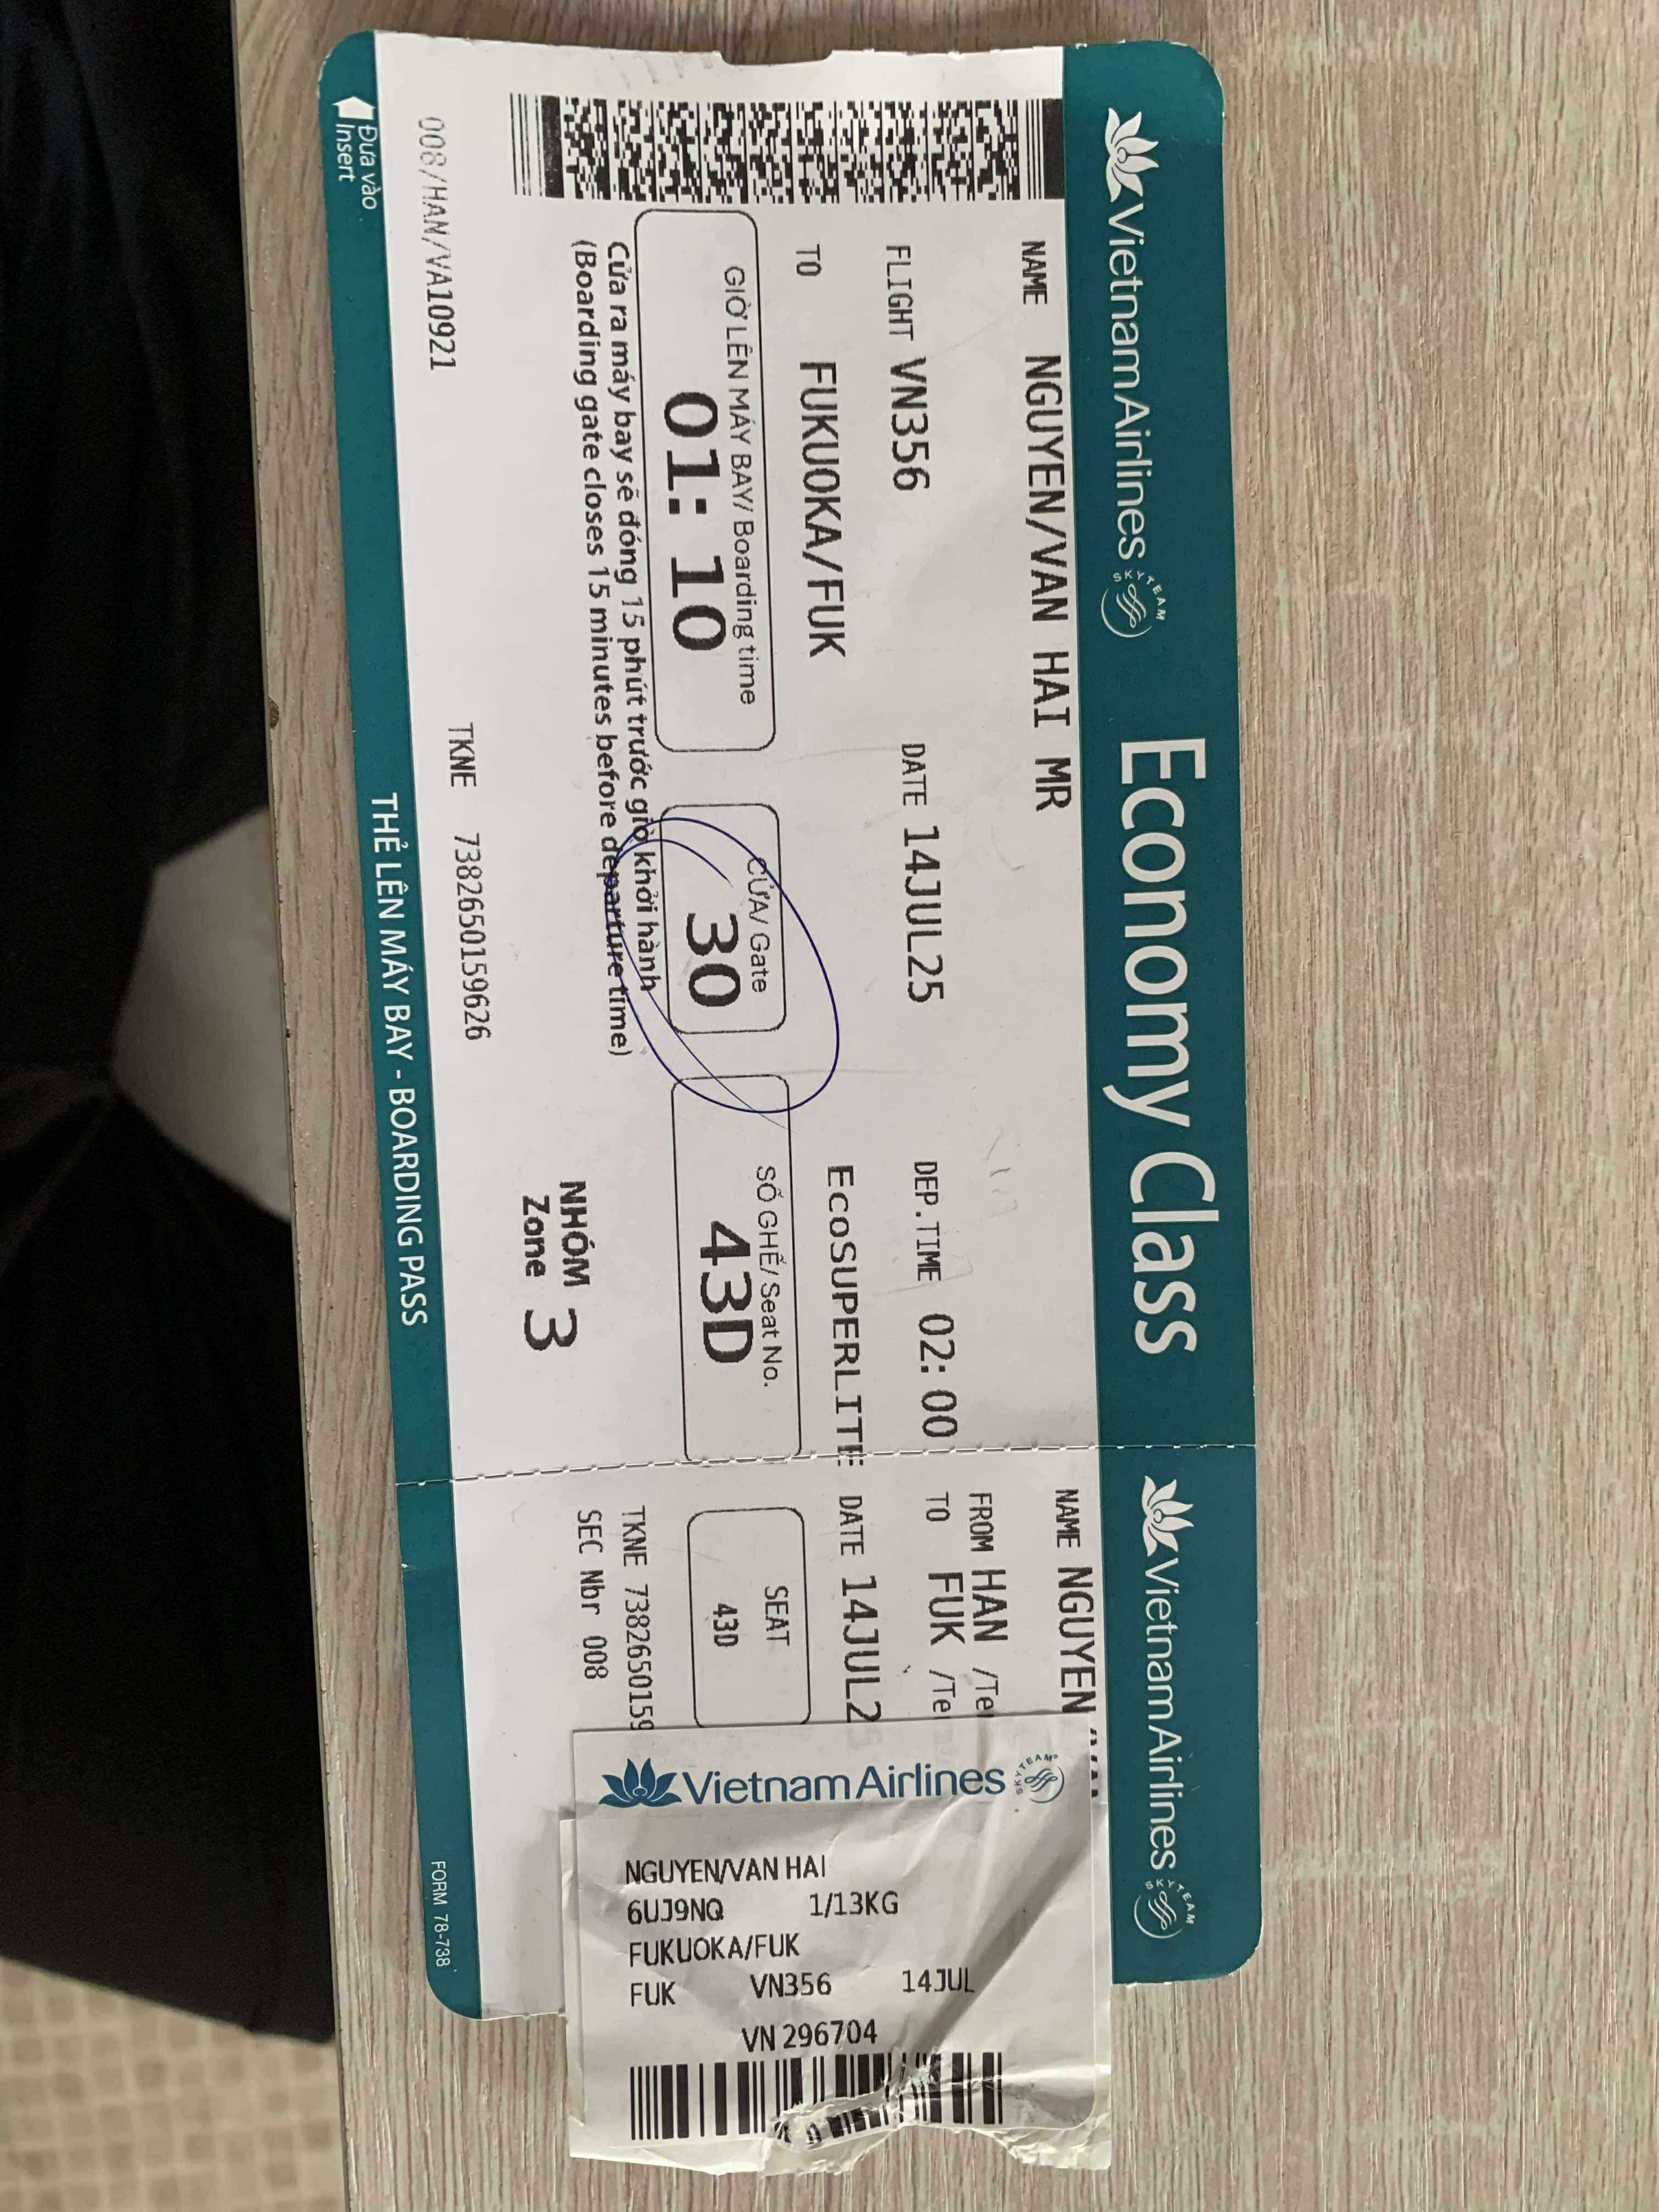 VietnamAirlines
SKYTEAM
Economy Class
NAME NGUYEN/VAN HAI MR
FLIGHT VN356 DATE 14JUL25 DEP.TIME 02:00
TO FUKUOKA/FUK EcoSUPERLITE
GIỜ LÊN MÁY BAY/ Boarding time
01:10
CỬA/ Gate
30
SỐ GHẾ/ Seat No.
43D
Cửa ra máy bay sẽ đóng 15 phút trước giờ khởi hành
(Boarding gate closes 15 minutes before departure time)
NHÓM
Zone 3
008/HAN/VA10921 TKNE 7382650159626
Đưa vào
Insert
THẺ LÊN MÁY BAY - BOARDING PASS
VietnamAirlines
SKYTEAM
NAME NGUYEN
FROM HAN /Te
TO FUK /Te
DATE 14JUL2
SEAT
43D
TKNE 7382650159
SEC Nbr 008
FORM 78-738
VietnamAirlines
SKYTEAM
NGUYEN/VAN HAI
6UJ9NQ 1/13KG
FUKUOKA/FUK
FUK VN356 14JUL
VN 296704